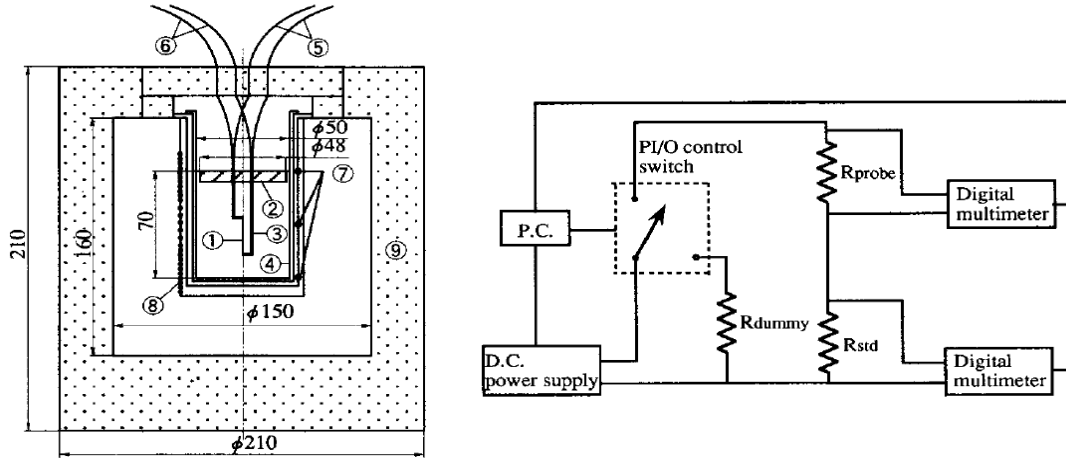 ⑥
⑤
ϕ50
ϕ48
⑦
②
70
①
③
④
160
210
⑨
⑧
ϕ150
ϕ210
PI/O control
switch
Rprobe
Digital
multimeter
P.C.
Rdummy
Rstd
D.C.
power supply
Digital
multimeter